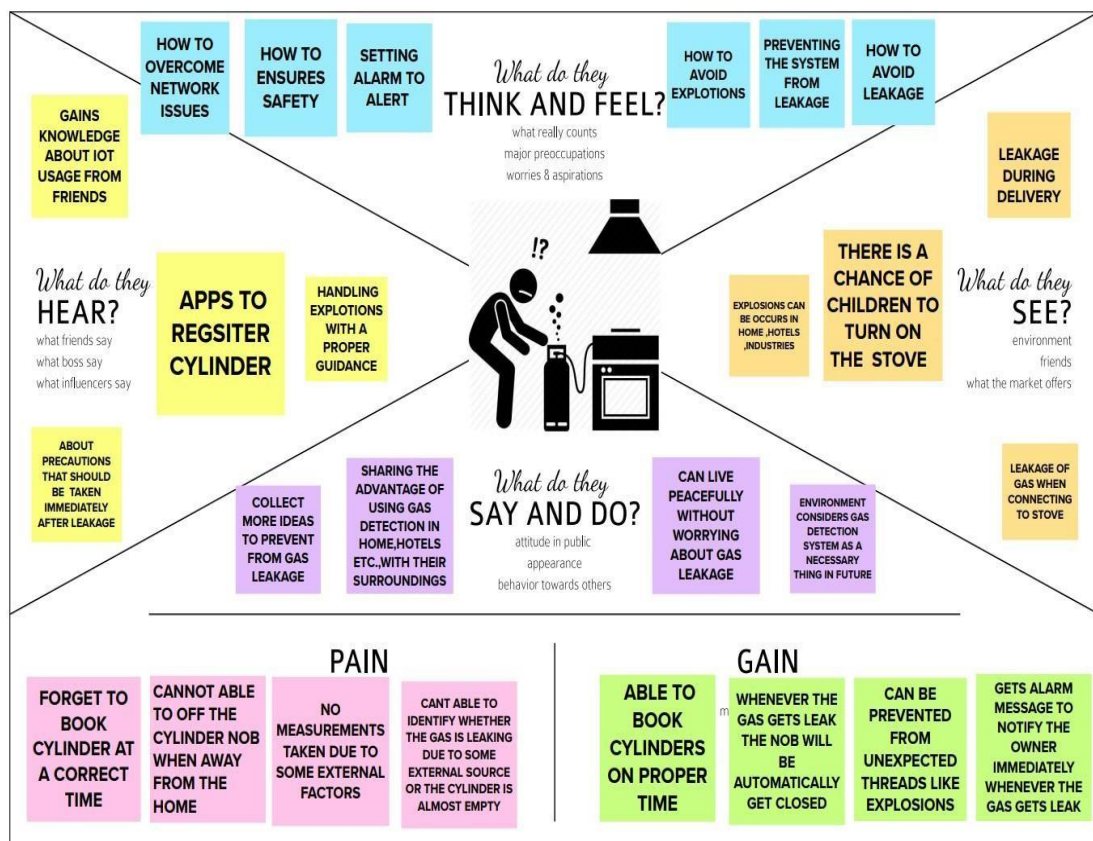 HOW TO
OVERCOME
NETWORK
ISSUES
HOW TO
ENSURES
SAFETY
SETTING
ALARM TO
ALERT
What do they
THINK AND FEEL?
what really counts
major preoccupations
worries & aspirations
HOW TO
AVOID
EXPLOTIONS
PREVENTING
THE SYSTEM
FROM
LEAKAGE
HOW TO
AVOID
LEAKAGE
GAINS
KNOWLEDGE
ABOUT IOT
USAGE FROM
FRIENDS
What do they
HEAR?
what friends say
what boss say
what influencers say
APPS TO
REGSITER
CYLINDER
HANDLING
EXPLOTIONS
WITH A
PROPER
GUIDANCE
ABOUT
PRECAUTIONS
THAT SHOULD
BE TAKEN
IMMEDIATELY
AFTER LEAKAGE
!?
LEAKAGE
DURING
DELIVERY
EXPLOSIONS CAN
BE OCCURS IN
HOME ,HOTELS
,INDUSTRIES
THERE IS A
CHANCE OF
CHILDREN TO
TURN ON
THE STOVE
What do they
SEE?
environment
friends
what the market offers
LEAKAGE OF
GAS WHEN
CONNECTING
TO STOVE
COLLECT
MORE IDEAS
TO PREVENT
FROM GAS
LEAKAGE
SHARING THE
ADVANTAGE OF
USING GAS
DETECTION IN
HOME,HOTELS
ETC.,WITH THEIR
SURROUNDINGS
What do they
SAY AND DO?
attitude in public
appearance
behavior towards others
CAN LIVE
PEACEFULLY
WITHOUT
WORRYING
ABOUT GAS
LEAKAGE
ENVIRONMENT
CONSIDERS GAS
DETECTION
SYSTEM AS A
NECESSARY
THING IN FUTURE
PAIN
FORGET TO
BOOK
CYLINDER AT
A CORRECT
TIME
CANNOT ABLE
TO OFF THE
CYLINDER NOB
WHEN AWAY
FROM THE
HOME
NO
MEASUREMENTS
TAKEN DUE TO
SOME EXTERNAL
FACTORS
CANT ABLE TO
IDENTIFY WHETHER
THE GAS IS LEAKING
DUE TO SOME
EXTERNAL SOURCE
OR THE CYLINDER IS
ALMOST EMPTY
GAIN
ABLE TO
BOOK
CYLINDERS
ON PROPER
TIME
WHENEVER THE
GAS GETS LEAK
THE NOB WILL
BE
AUTOMATICALLY
GET CLOSED
CAN BE
PREVENTED
FROM
UNEXPECTED
THREADS LIKE
EXPLOSIONS
GETS ALARM
MESSAGE TO
NOTIFY THE
OWNER
IMMEDIATELY
WHENEVER THE
GAS GETS LEAK